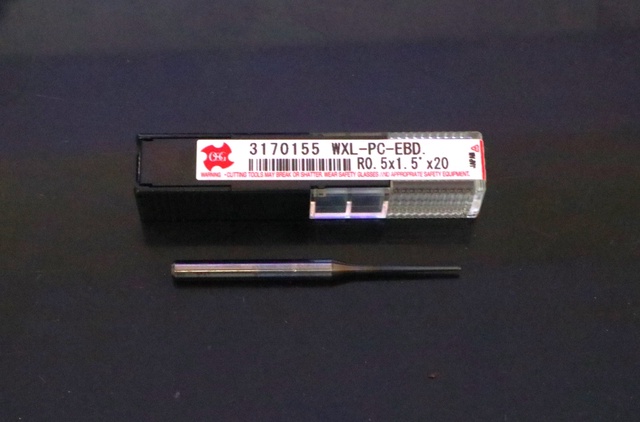 OSG
3170155 WXL-PC-EBD.
R0.5x1.5°x20
WARNING • CUTTING TOOLS MAY BREAK OR SHATTER. WEAR SAFETY GLASSES AND APPROPRIATE SAFETY EQUIPMENT.